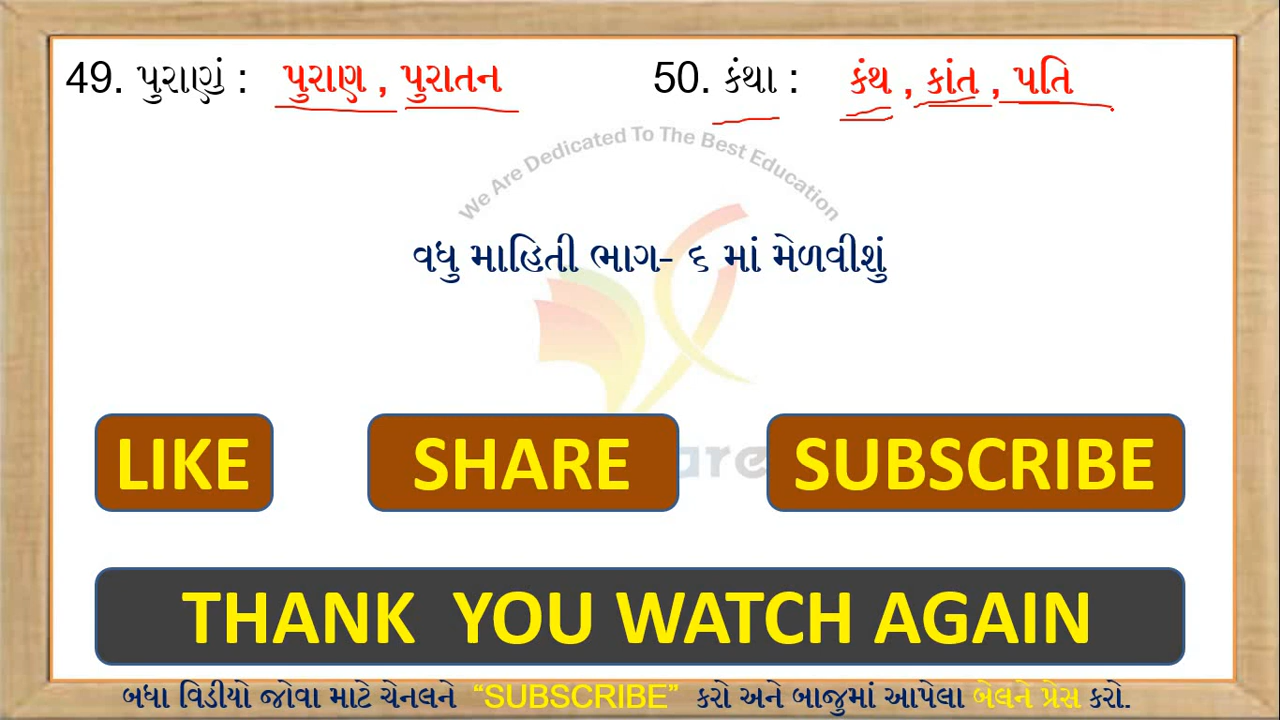 49. પુરાણું : પુરાણ , પુરાતન 50. કંથા : કંથ , કાંત , પતિ
We Are Dedicated To The Best Education
વધુ માહિતી ભાગ- ૬ માં મેળવીશું
LIKE SHARE are SUBSCRIBE
THANK YOU WATCH AGAIN
બધા વિડીયો જોવા માટે ચેનલને “SUBSCRIBE” કરો અને બાજુમાં આપેલા બેલને પ્રેસ કરો.